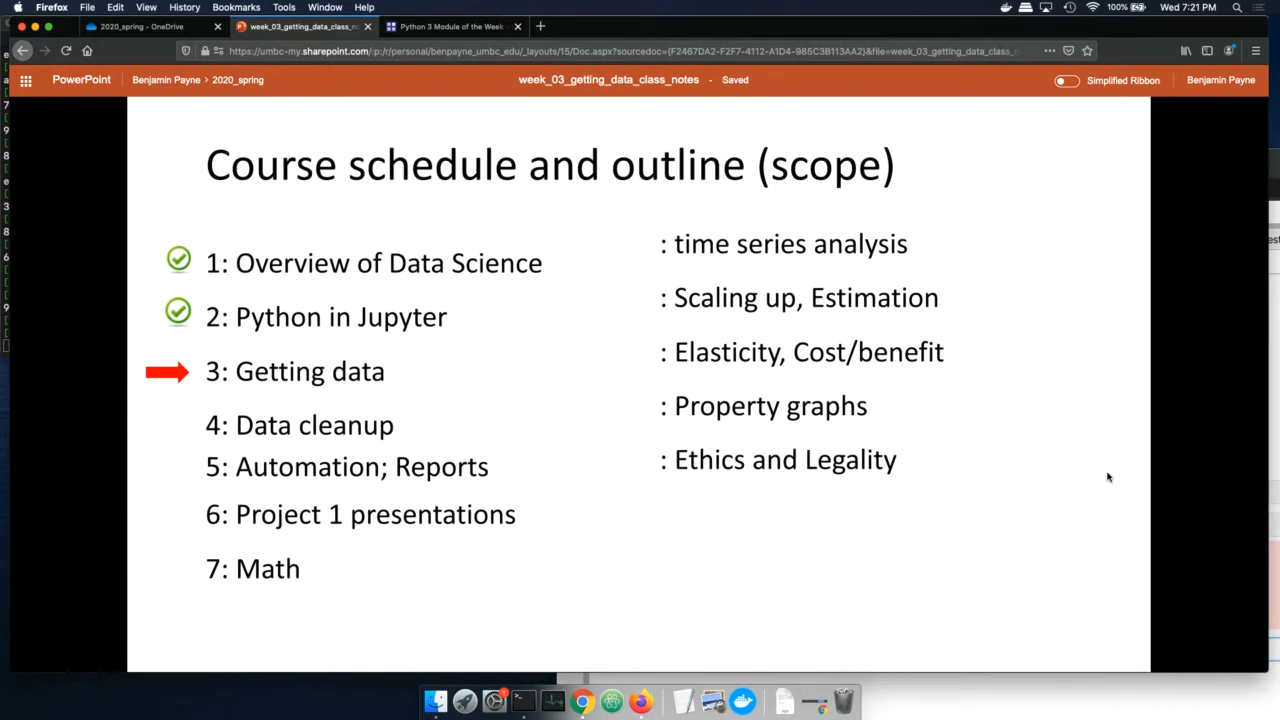 Firefox File Edit View History Bookmarks Tools Window Help 100% Wed 7:21 PM
2020_spring - OneDrive week_03_getting_data_class_no Python 3 Module of the Week -
https://umbc-my.sharepoint.com/:p:/r/personal/benpayne_umbc_edu/_layouts/15/Doc.aspx?sourcedoc={F2467DA2-F2F7-4112-A1D4-985C3B113AA2}&file=week_03_getting_data_class_n
PowerPoint Benjamin Payne > 2020_spring week_03_getting_data_class_notes - Saved Simplified Ribbon Benjamin Payne
Course schedule and outline (scope)
1: Overview of Data Science
2: Python in Jupyter
3: Getting data
4: Data cleanup
5: Automation; Reports
6: Project 1 presentations
7: Math
: time series analysis
: Scaling up, Estimation
: Elasticity, Cost/benefit
: Property graphs
: Ethics and Legality